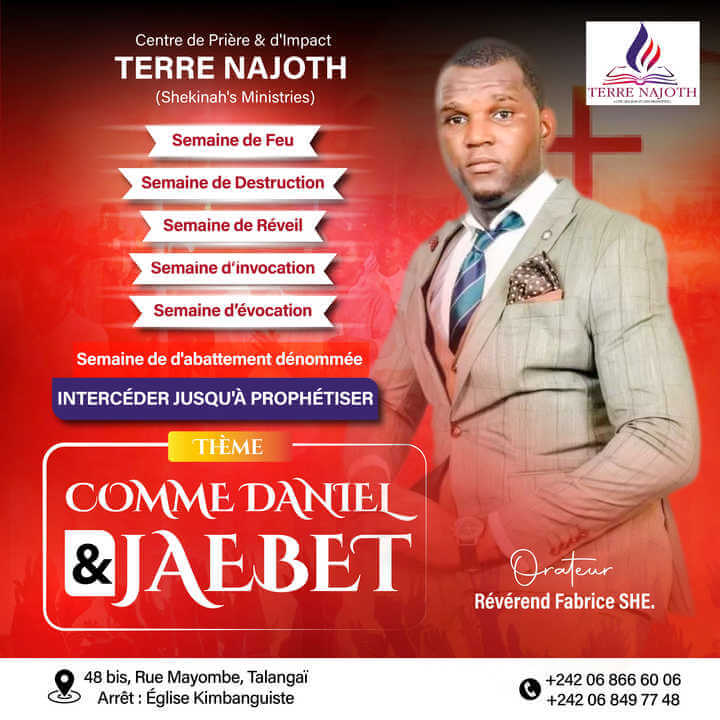 Centre de Prière & d'Impact
TERRE NAJOTH
(Shekinah's Ministries)
TERRE NAJOTH
Semaine de Feu
Semaine de Destruction
Semaine de Réveil
Semaine d'invocation
Semaine d'évocation
Semaine de d'abattement dénommée
INTERCÉDER JUSQU'À PROPHÉTISER
THÈME
COMME DANIEL
& JAEBET
Orateur
Révérend Fabrice SHE.
48 bis, Rue Mayombe, Talangaï
Arrêt : Église Kimbanguiste
+242 06 866 60 06
+242 06 849 77 48